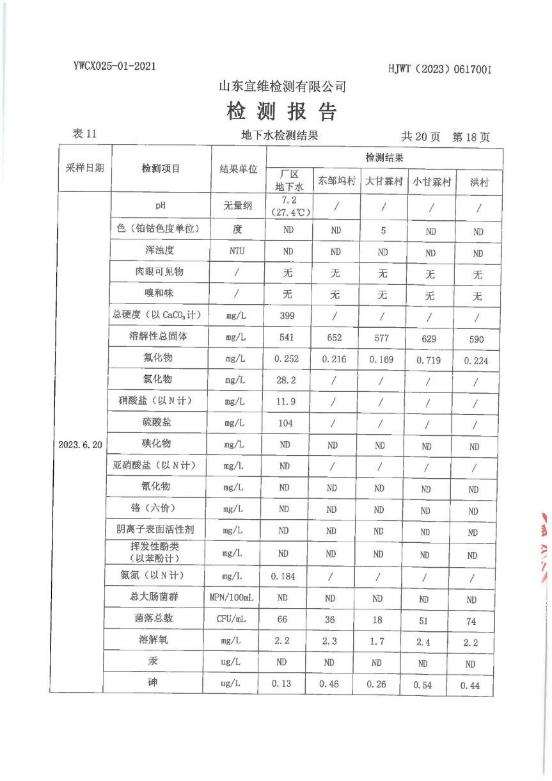 YWCX025-01-2021 HJWT（2023）0617001
山东宜维检测有限公司
检 测 报 告
表 11 地下水检测结果 共 20 页 第 18 页
采样日期 检测项目 结果单位 检测结果
厂区地下水 东邹坞村 大甘霖村 小甘霖村 洪村
2023.6.20
pH 无量纲 7.2（27.4℃） / / / /
色（铂钴色度单位） 度 ND ND 5 ND ND
浑浊度 NTU ND ND ND ND ND
肉眼可见物 / 无 无 无 无 无
嗅和味 / 无 无 无 无 无
总硬度（以 CaCO₃计） mg/L 399 / / / /
溶解性总固体 mg/L 541 652 577 629 590
氟化物 mg/L 0.252 0.216 0.169 0.719 0.224
氯化物 mg/L 28.2 / / / /
硝酸盐（以 N 计） mg/L 11.9 / / / /
硫酸盐 mg/L 104 / / / /
碘化物 mg/L ND ND ND ND ND
亚硝酸盐（以 N 计） mg/L ND / / / /
氰化物 mg/L ND ND ND ND ND
铬（六价） mg/L ND ND ND ND ND
阴离子表面活性剂 mg/L ND ND ND ND ND
挥发性酚类（以苯酚计） mg/L ND ND ND ND ND
氨氮（以 N 计） mg/L 0.184 / / / /
总大肠菌群 MPN/100mL ND ND ND ND ND
菌落总数 CFU/mL 66 36 18 51 74
溶解氧 mg/L 2.2 2.3 1.7 2.4 2.2
汞 ug/L ND ND ND ND ND
砷 ug/L 0.13 0.46 0.26 0.54 0.44